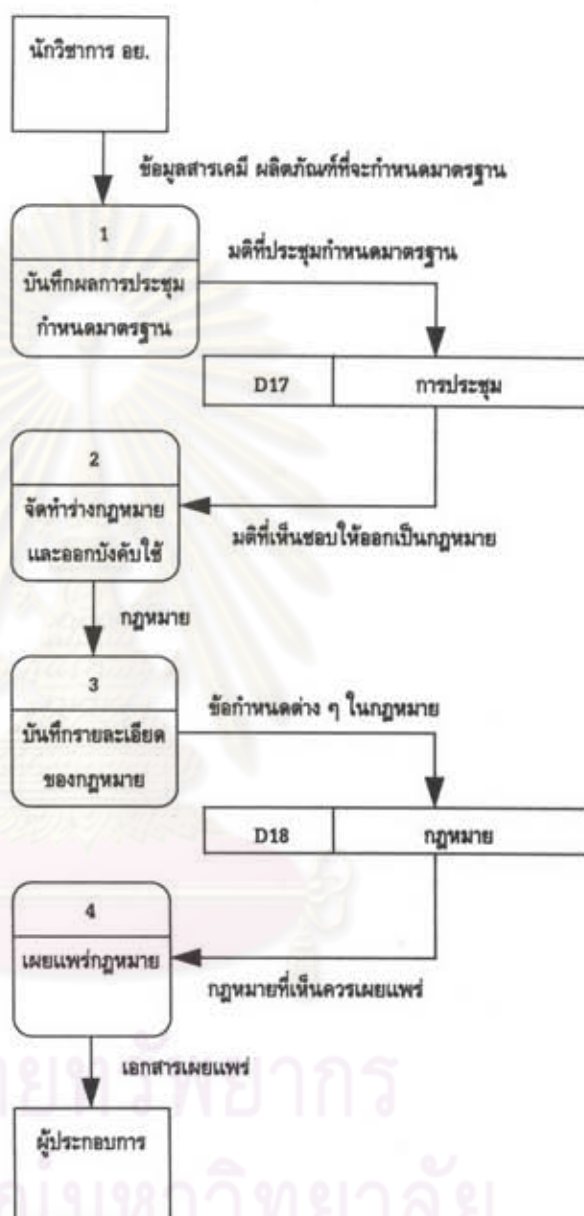 นักวิชาการ อย.
ข้อมูลสารเคมี ผลิตภัณฑ์ที่จะกำหนดมาตรฐาน
1
บันทึกผลการประชุม
กำหนดมาตรฐาน
มติที่ประชุมกำหนดมาตรฐาน
D17
การประชุม
2
จัดทำร่างกฎหมาย
และออกบังคับใช้
มติที่เห็นชอบให้ออกเป็นกฎหมาย
กฎหมาย
3
บันทึกรายละเอียด
ของกฎหมาย
ข้อกำหนดต่าง ๆ ในกฎหมาย
D18
กฎหมาย
4
เผยแพร่กฎหมาย
กฎหมายที่เห็นควรเผยแพร่
เอกสารเผยแพร่
ผู้ประกอบการ